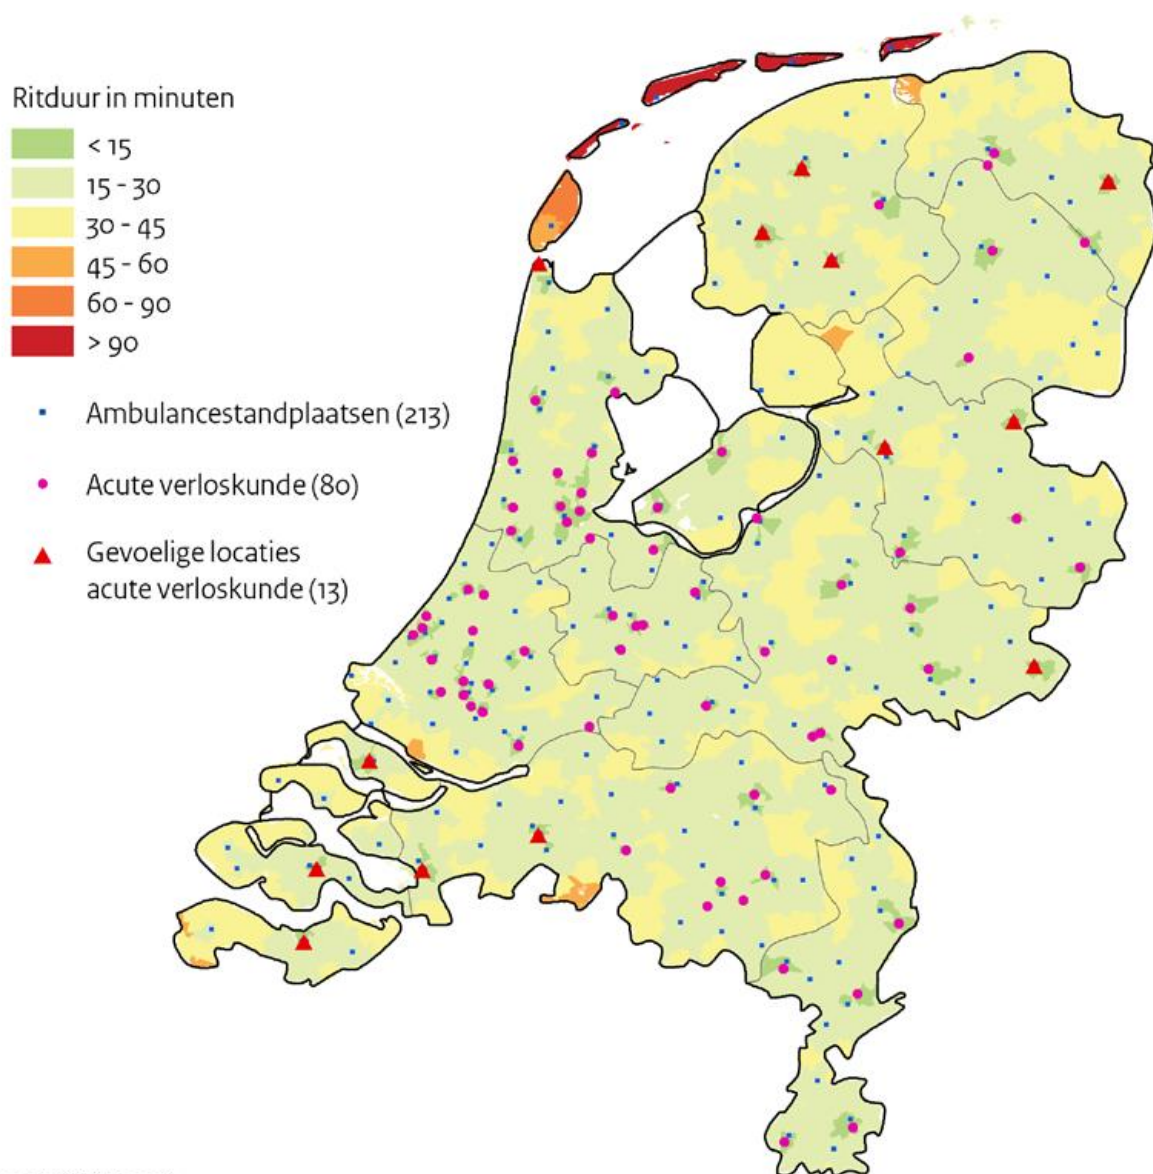 Ritduur in minuten
< 15
15 - 30
30 - 45
45 - 60
60 - 90
> 90
Ambulancestandplaatsen (213)
Acute verloskunde (80)
Gevoelige locaties
acute verloskunde (13)